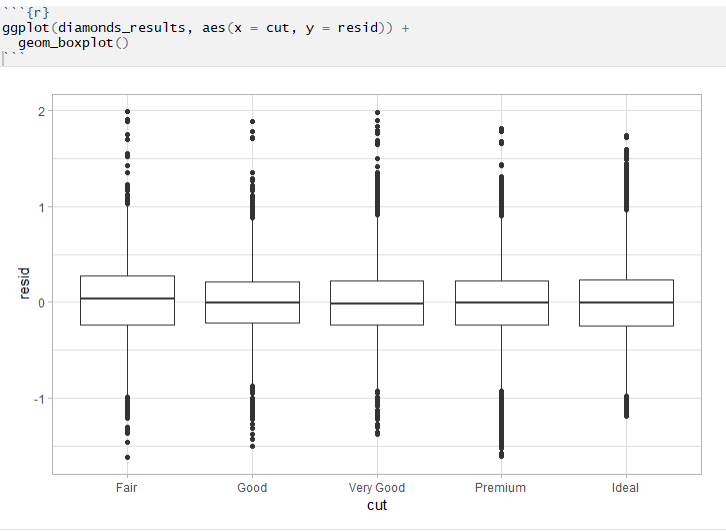 ```{r}
ggplot(diamonds_results, aes(x = cut, y = resid)) +
  geom_boxplot()
```
2
1
0
-1
resid
Fair Good Very Good Premium Ideal
cut